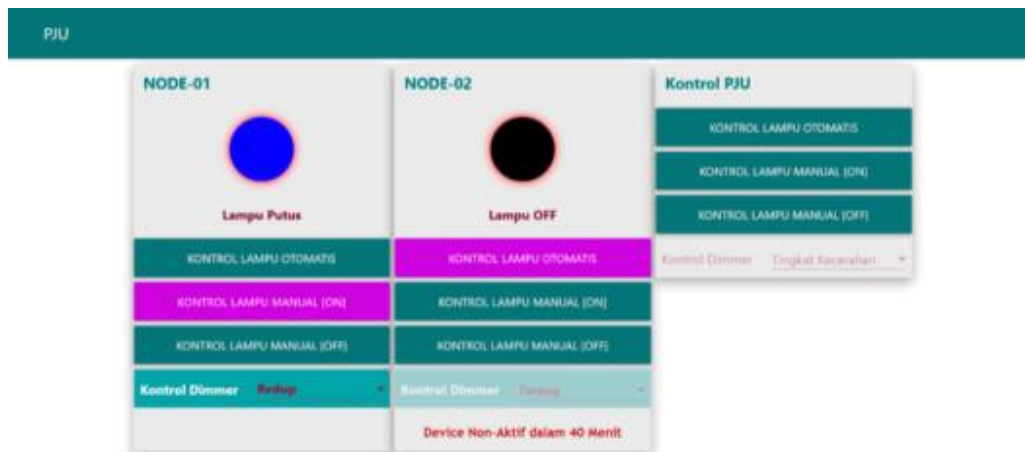 PJU
NODE-01
Lampu Putus
KONTROL LAMPU OTOMATIS
KONTROL LAMPU MANUAL [ON]
KONTROL LAMPU MANUAL [OFF]
Kontrol Dimmer Redup
NODE-02
Lampu OFF
KONTROL LAMPU OTOMATIS
KONTROL LAMPU MANUAL [ON]
KONTROL LAMPU MANUAL [OFF]
Kontrol Dimmer Terang
Device Non-Aktif dalam 40 Menit
Kontrol PJU
KONTROL LAMPU OTOMATIS
KONTROL LAMPU MANUAL [ON]
KONTROL LAMPU MANUAL [OFF]
Kontrol Dimmer Tingkat Kecerahan